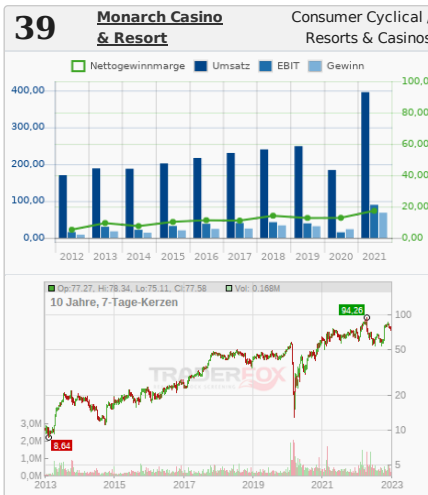 39
Monarch Casino
& Resort
Consumer Cyclical /
Resorts & Casinos
Nettogewinnmarge Umsatz EBIT Gewinn
400,00
300,00
200,00
100,00
0,00
100,0
80,00
60,00
40,00
20,00
0,00
2012 2013 2014 2015 2016 2017 2018 2019 2020 2021
Op:77.27, Hi:78.34, Lo:75.11, Cl:77.58 Vol: 0.168M
10 Jahre, 7-Tage-Kerzen
94,26
TRADERFOX
8,64
100
50
20
10
5
3,0M
2,0M
1,0M
0,0M
2013 2015 2017 2019 2021 2023